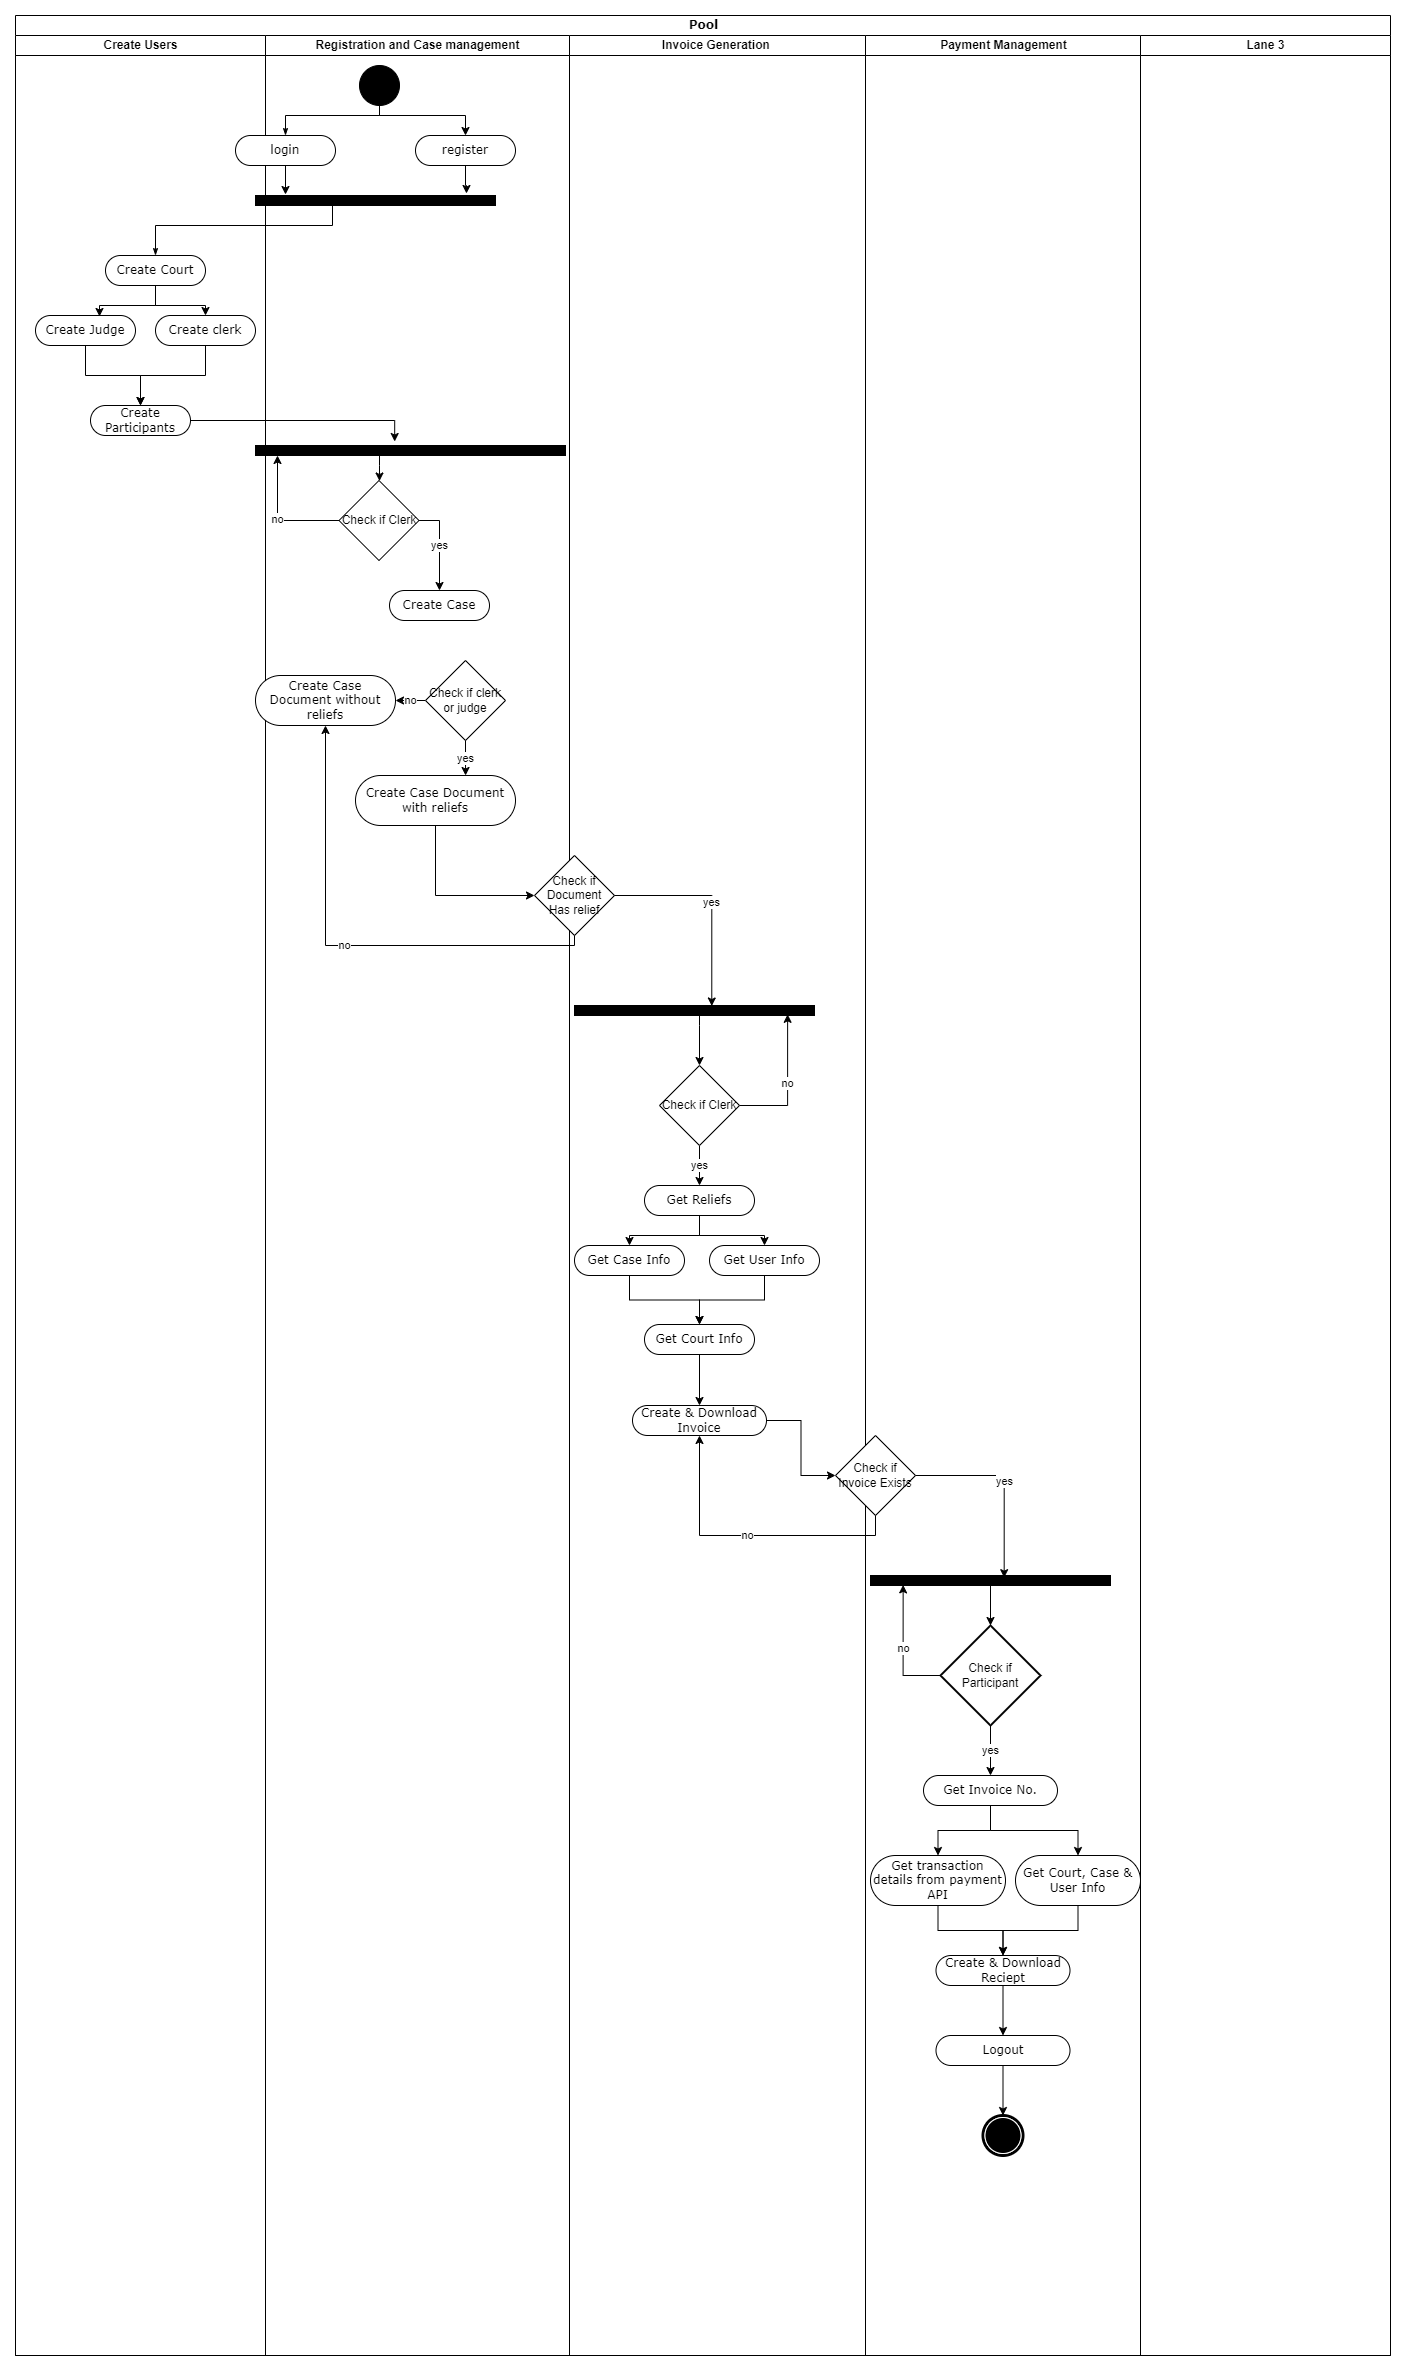 Pool
Create Users
Registration and Case management
Invoice Generation
Payment Management
Lane 3
login
register
Create Court
Create Judge
Create clerk
Create
Participants
no
Check if Clerk
yes
Create Case
Create Case
Document without
reliefs
no
Check if clerk
or judge
yes
Create Case Document
with reliefs
Check if
Document
Has relief
yes
no
no
Check if Clerk
yes
Get Reliefs
Get Case Info
Get User Info
Get Court Info
Create & Download
Invoice
Check if
Invoice Exists
yes
no
no
Check if
Participant
yes
Get Invoice No.
Get transaction
details from payment
API
Get Court, Case &
User Info
Create & Download
Reciept
Logout